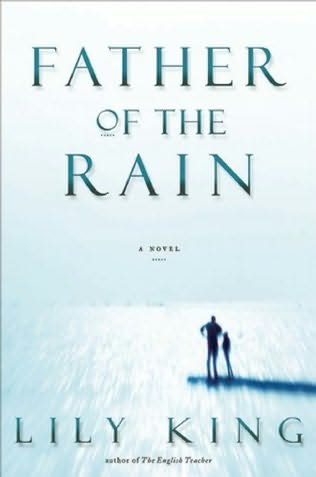 FATHER
OF THE
RAIN
A NOVEL
LILY KING
author of The English Teacher